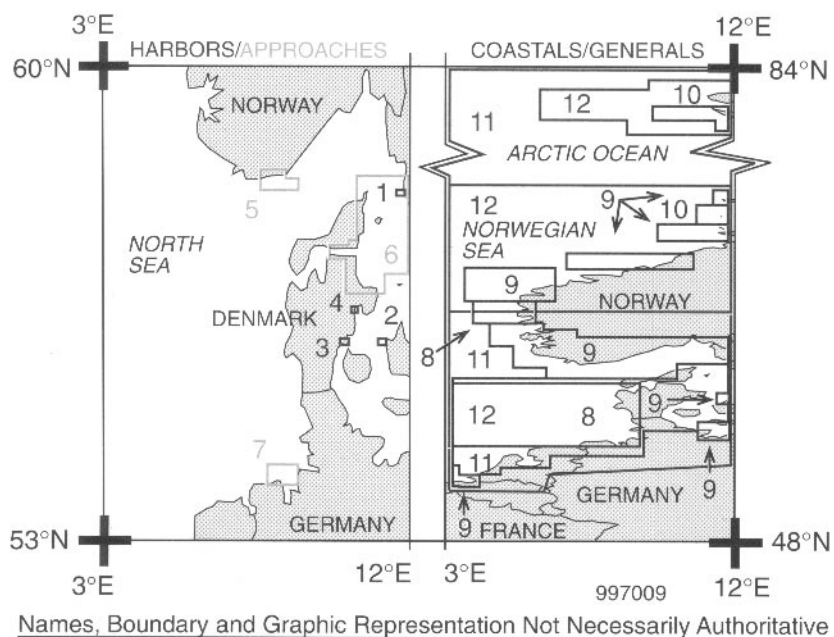 3°E
12°E
HARBORS/APPROACHES
COASTALS/GENERALS
60°N
84°N
NORWAY
10
12
11
ARCTIC OCEAN
1
5
9
12
10
NORTH
SEA
NORWEGIAN
SEA
6
9
NORWAY
4
DENMARK
2
3
8
9
11
9
12
8
7
11
GERMANY
9
GERMANY
9
FRANCE
53°N
48°N
3°E
12°E
3°E
12°E
997009
Names, Boundary and Graphic Representation Not Necessarily Authoritative